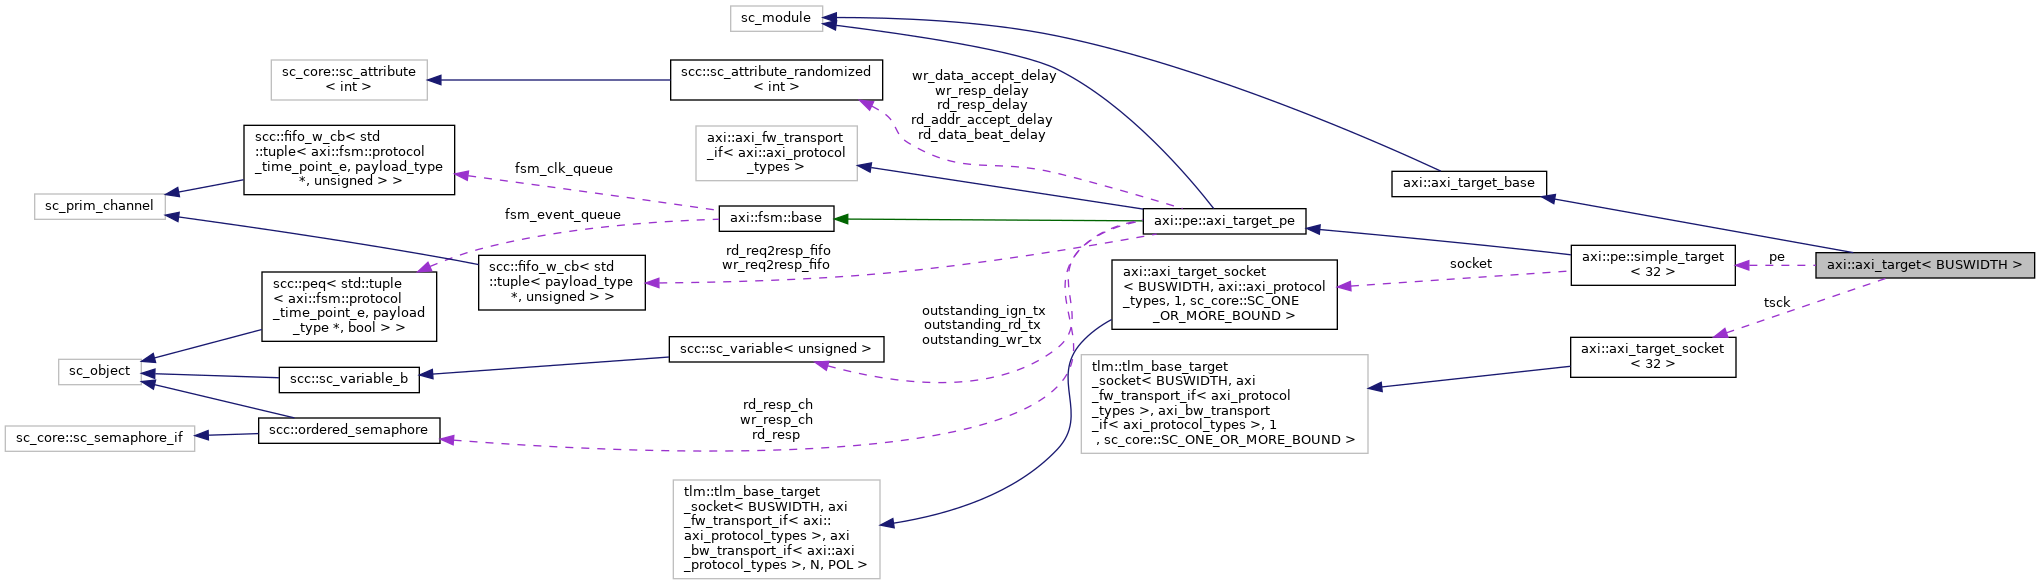 sc_module
sc_core::sc_attribute
< int >
scc::sc_attribute_randomized
< int >
wr_data_accept_delay
wr_resp_delay
rd_resp_delay
rd_addr_accept_delay
rd_data_beat_delay
scc::fifo_w_cb< std
::tuple< axi::fsm::protocol
_time_point_e, payload_type
*, unsigned > >
axi::axi_fw_transport
_if< axi::axi_protocol
_types >
fsm_clk_queue
axi::axi_target_base
sc_prim_channel
fsm_event_queue
axi::fsm::base
axi::pe::axi_target_pe
rd_req2resp_fifo
wr_req2resp_fifo
scc::fifo_w_cb< std
::tuple< payload_type
*, unsigned > >
axi::axi_target_socket
< BUSWIDTH, axi::axi_protocol
_types, 1, sc_core::SC_ONE
_OR_MORE_BOUND >
socket
axi::pe::simple_target
< 32 >
pe
axi::axi_target< BUSWIDTH >
scc::peq< std::tuple
< axi::fsm::protocol
_time_point_e, payload
_type *, bool > >
outstanding_ign_tx
outstanding_rd_tx
outstanding_wr_tx
tsck
axi::axi_target_socket
< 32 >
scc::sc_variable< unsigned >
sc_object
scc::sc_variable_b
tlm::tlm_base_target
_socket< BUSWIDTH, axi
_fw_transport_if< axi_protocol
_types >, axi_bw_transport
_if< axi_protocol_types >, 1
, sc_core::SC_ONE_OR_MORE_BOUND >
rd_resp_ch
wr_resp_ch
rd_resp
scc::ordered_semaphore
sc_core::sc_semaphore_if
tlm::tlm_base_target
_socket< BUSWIDTH, axi
_fw_transport_if< axi::
axi_protocol_types >, axi
_bw_transport_if< axi::axi
_protocol_types >, N, POL >